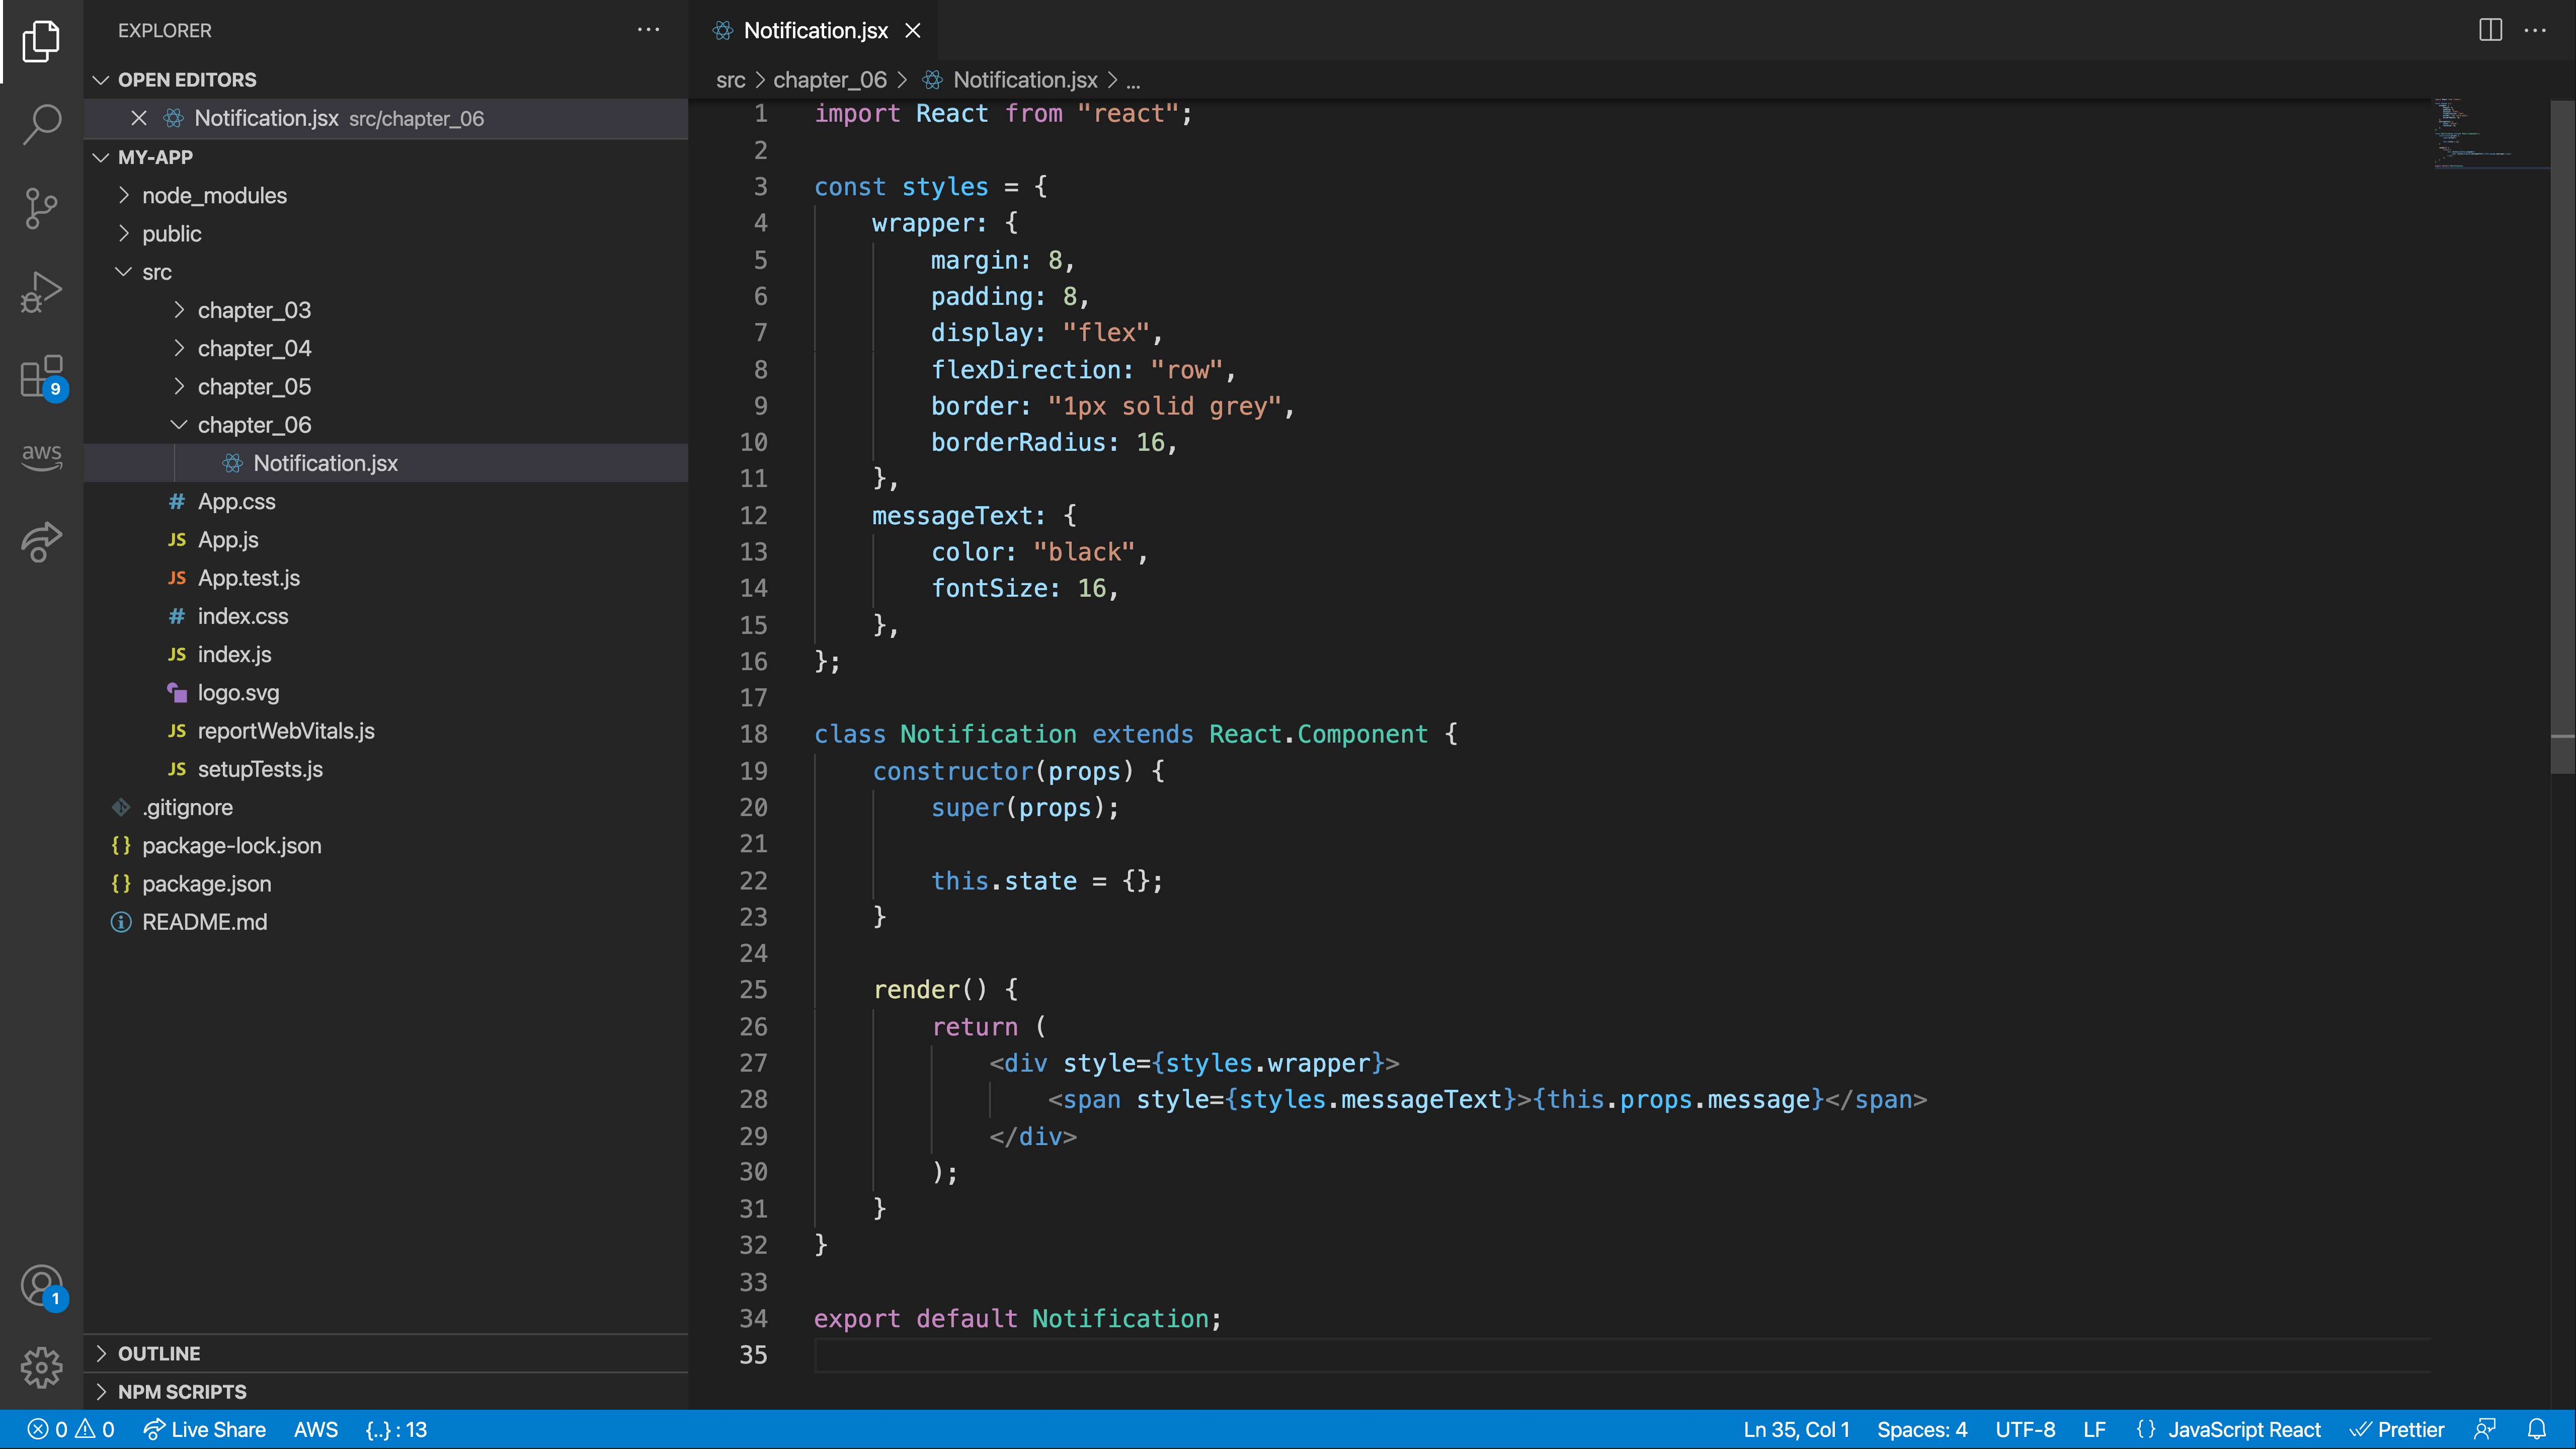 EXPLORER
OPEN EDITORS
Notification.jsx src/chapter_06
MY-APP
node_modules
public
src
chapter_03
chapter_04
chapter_05
chapter_06
Notification.jsx
# App.css
JS App.js
JS App.test.js
# index.css
JS index.js
logo.svg
JS reportWebVitals.js
JS setupTests.js
.gitignore
{} package-lock.json
{} package.json
README.md
OUTLINE
NPM SCRIPTS
9
aws
1
Notification.jsx
src > chapter_06 > Notification.jsx > ...
1 import React from "react";
2
3 const styles = {
4     wrapper: {
5         margin: 8,
6         padding: 8,
7         display: "flex",
8         flexDirection: "row",
9         border: "1px solid grey",
10         borderRadius: 16,
11     },
12     messageText: {
13         color: "black",
14         fontSize: 16,
15     },
16 };
17
18 class Notification extends React.Component {
19     constructor(props) {
20         super(props);
21
22         this.state = {};
23     }
24
25     render() {
26         return (
27             <div style={styles.wrapper}>
28                 <span style={styles.messageText}>{this.props.message}</span>
29             </div>
30         );
31     }
32 }
33
34 export default Notification;
35
0 0 Live Share AWS {..} : 13 Ln 35, Col 1 Spaces: 4 UTF-8 LF {} JavaScript React Prettier